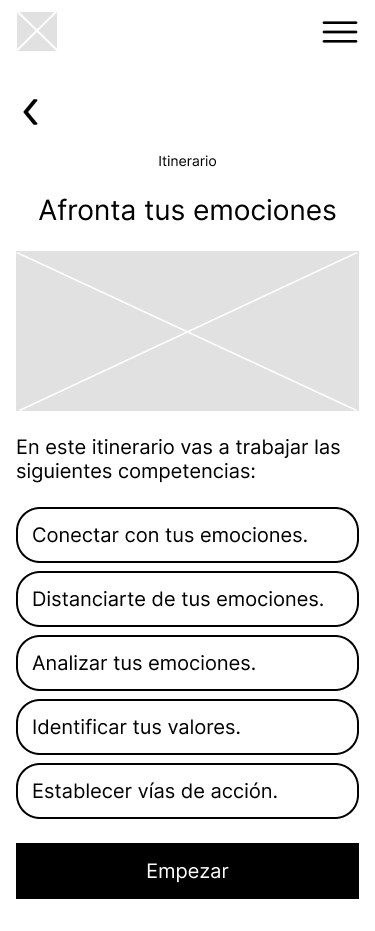 Itinerario
Afronta tus emociones
En este itinerario vas a trabajar las
siguientes competencias:
Conectar con tus emociones.
Distanciarte de tus emociones.
Analizar tus emociones.
Identificar tus valores.
Establecer vías de acción.
Empezar